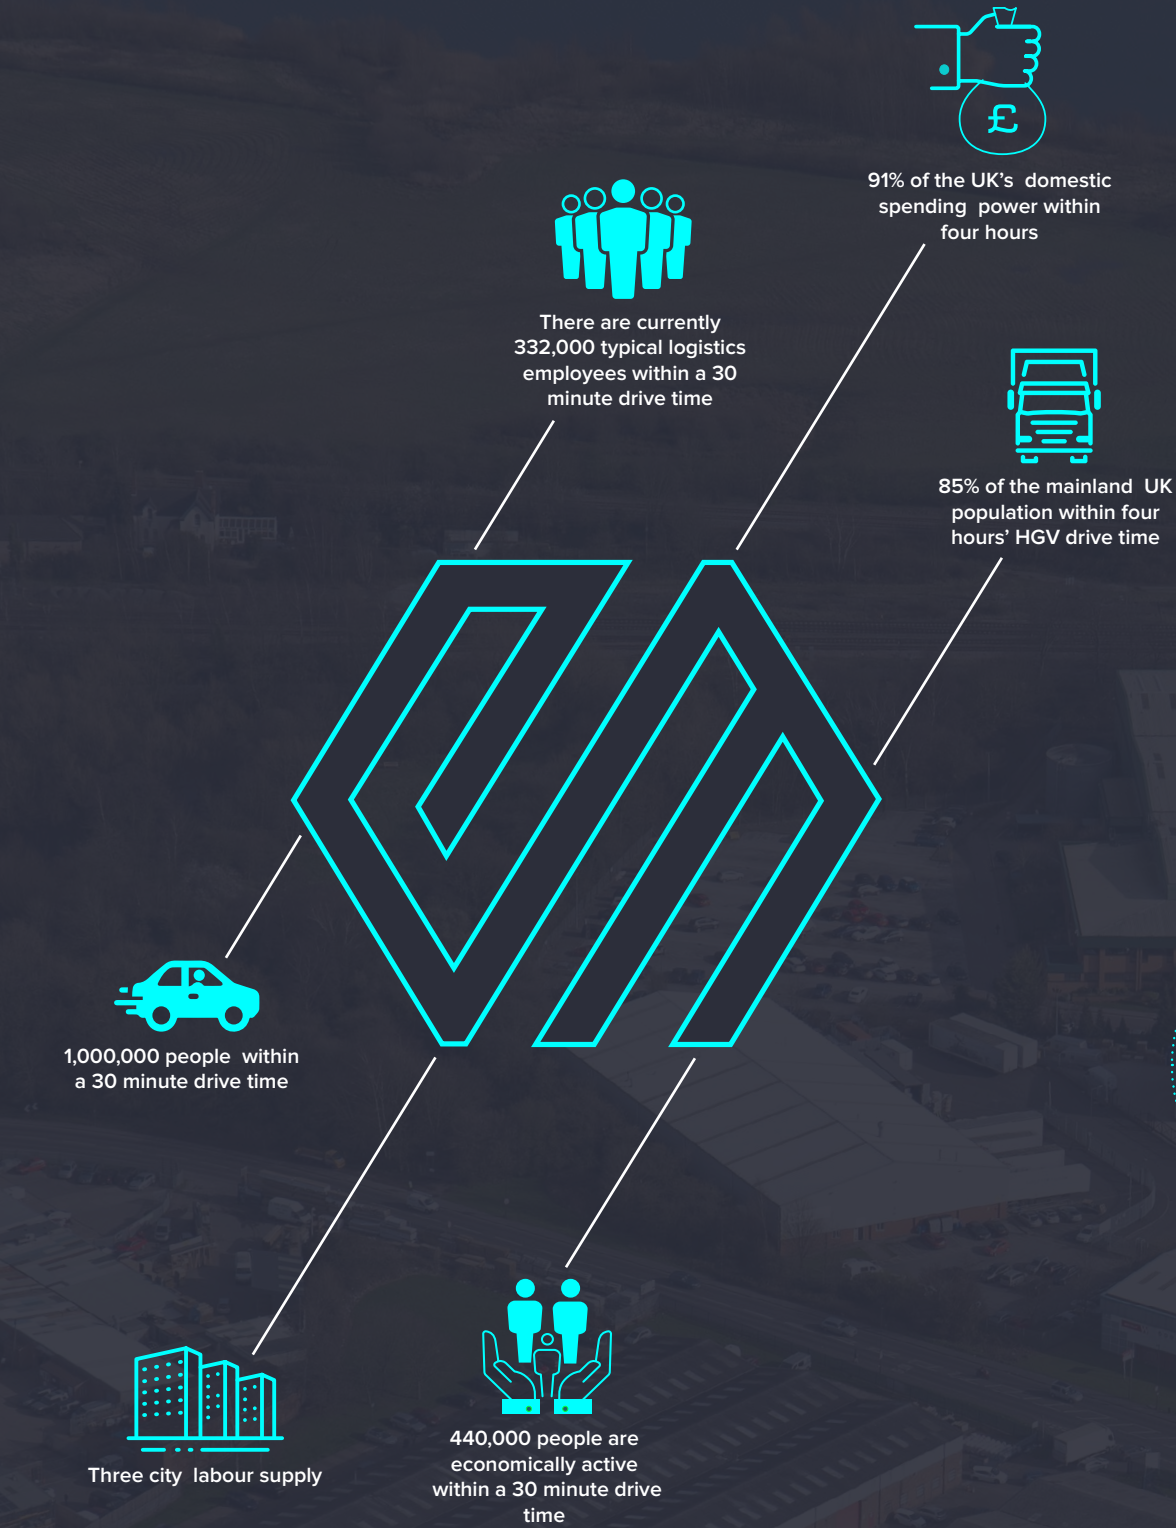 £
91% of the UK’s domestic
spending power within
four hours
There are currently
332,000 typical logistics
employees within a 30
minute drive time
85% of the mainland UK
population within four
hours’ HGV drive time
1,000,000 people within
a 30 minute drive time
Three city labour supply
440,000 people are
economically active
within a 30 minute drive
time